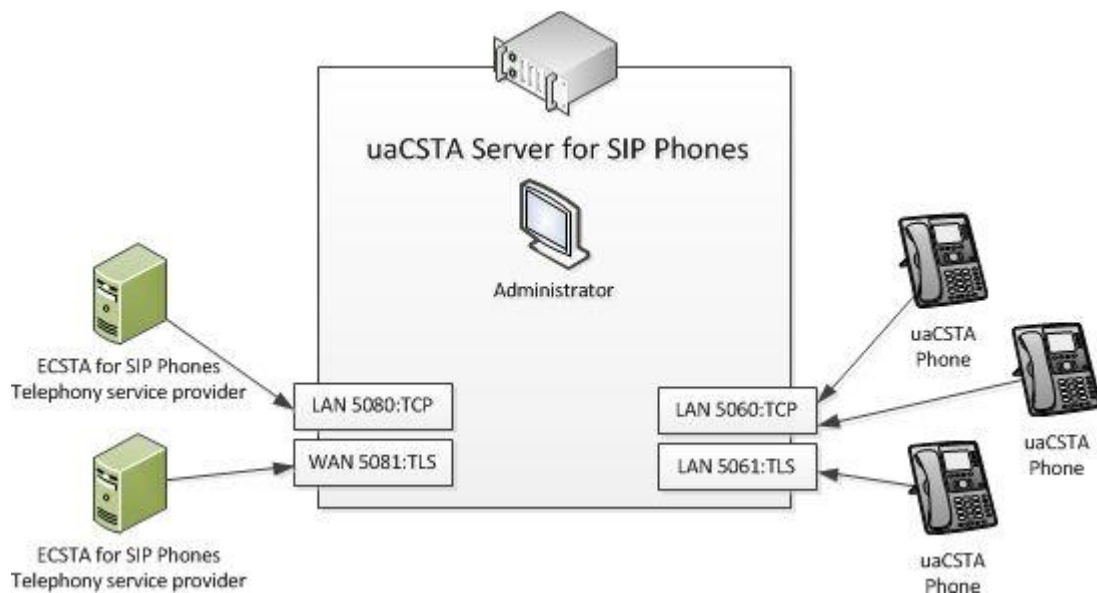 uaCSTA Server for SIP Phones
Administrator
ECSTA for SIP Phones
Telephony service provider
LAN 5080:TCP
WAN 5081:TLS
ECSTA for SIP Phones
Telephony service provider
LAN 5060:TCP
LAN 5061:TLS
uaCSTA
Phone
uaCSTA
Phone
uaCSTA
Phone